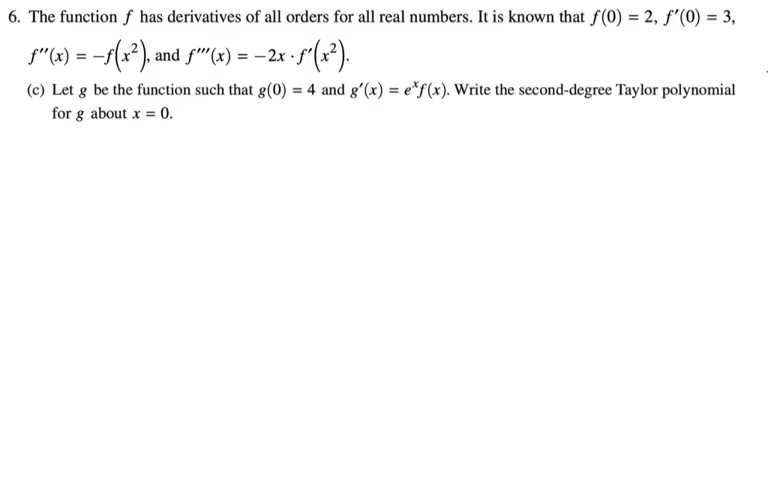 6. The function f has derivatives of all orders for all real numbers. It is known that f(0) = 2, f′(0) = 3,
f″(x) = −f(x²), and f‴(x) = −2x · f′(x²).
(c) Let g be the function such that g(0) = 4 and g′(x) = eˣf(x). Write the second-degree Taylor polynomial
for g about x = 0.